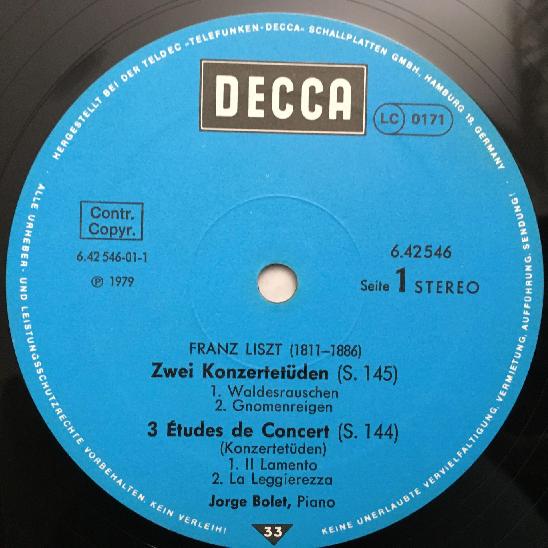 HERGESTELLT BEI DER TELDEC »TELEFUNKEN-DECCA« SCHALLPLATTEN GMBH, HAMBURG 19, GERMANY
DECCA
LC 0171
Contr.
Copyr.
6.42 546-01-1
℗ 1979
6.42 546
Seite 1 STEREO
FRANZ LISZT (1811–1886)
Zwei Konzertetüden (S. 145)
1. Waldesrauschen
2. Gnomenreigen
3 Études de Concert (S. 144)
(Konzertetüden)
1. Il Lamento
2. La Leggierezza
Jorge Bolet, Piano
33
ALLE URHEBER- UND LEISTUNGSSCHUTZRECHTE VORBEHALTEN. KEIN VERLEIH!
KEINE UNERLAUBTE VERVIELFÄLTIGUNG, VERMIETUNG, AUFFÜHRUNG, SENDUNG!